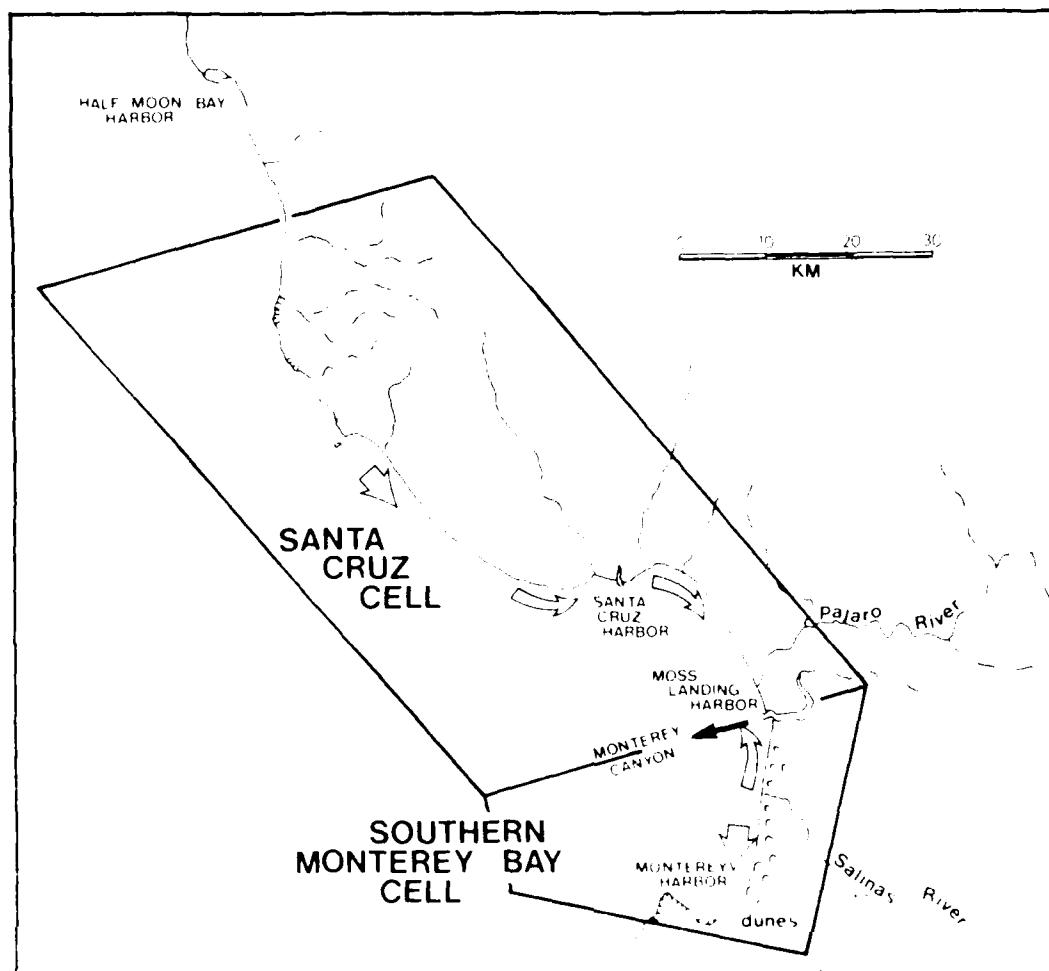 HALF MOON BAY
HARBOR
0 10 20 30
KM
SANTA
CRUZ
CELL
SANTA
CRUZ
HARBOR
Pajaro River
MOSS
LANDING
HARBOR
MONTEREY
CANYON
SOUTHERN
MONTEREY BAY
CELL
MONTEREY
HARBOR
Salinas River
dunes